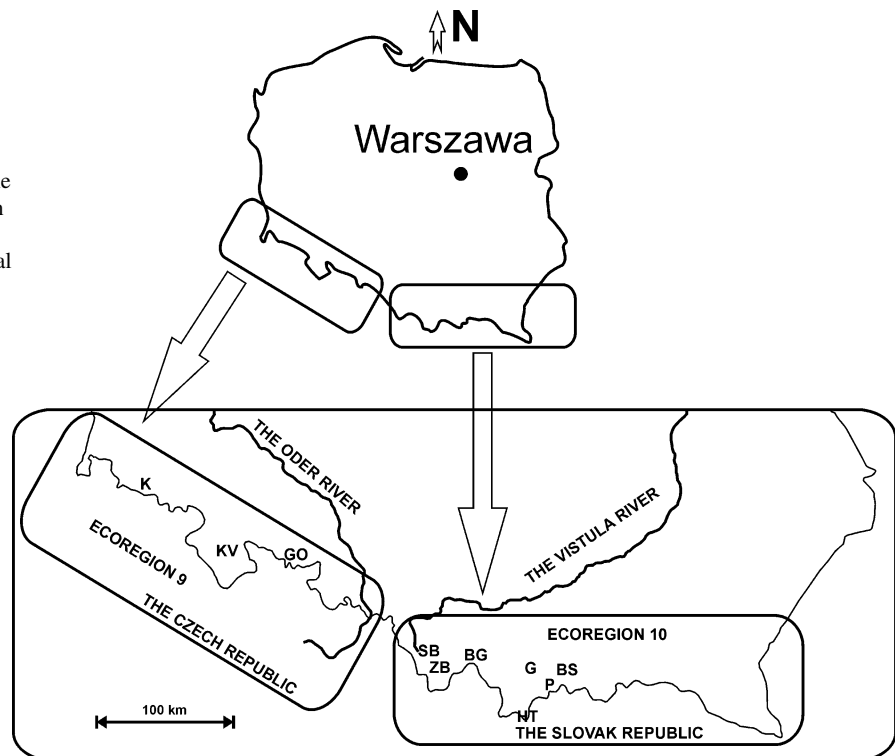 N
Warszawa
e
n
al
THE ODER RIVER
K
ECOREGION 9
KV
GO
THE CZECH REPUBLIC
THE VISTULA RIVER
ECOREGION 10
SB
ZB
BG
G
BS
P
HT
THE SLOVAK REPUBLIC
100 km